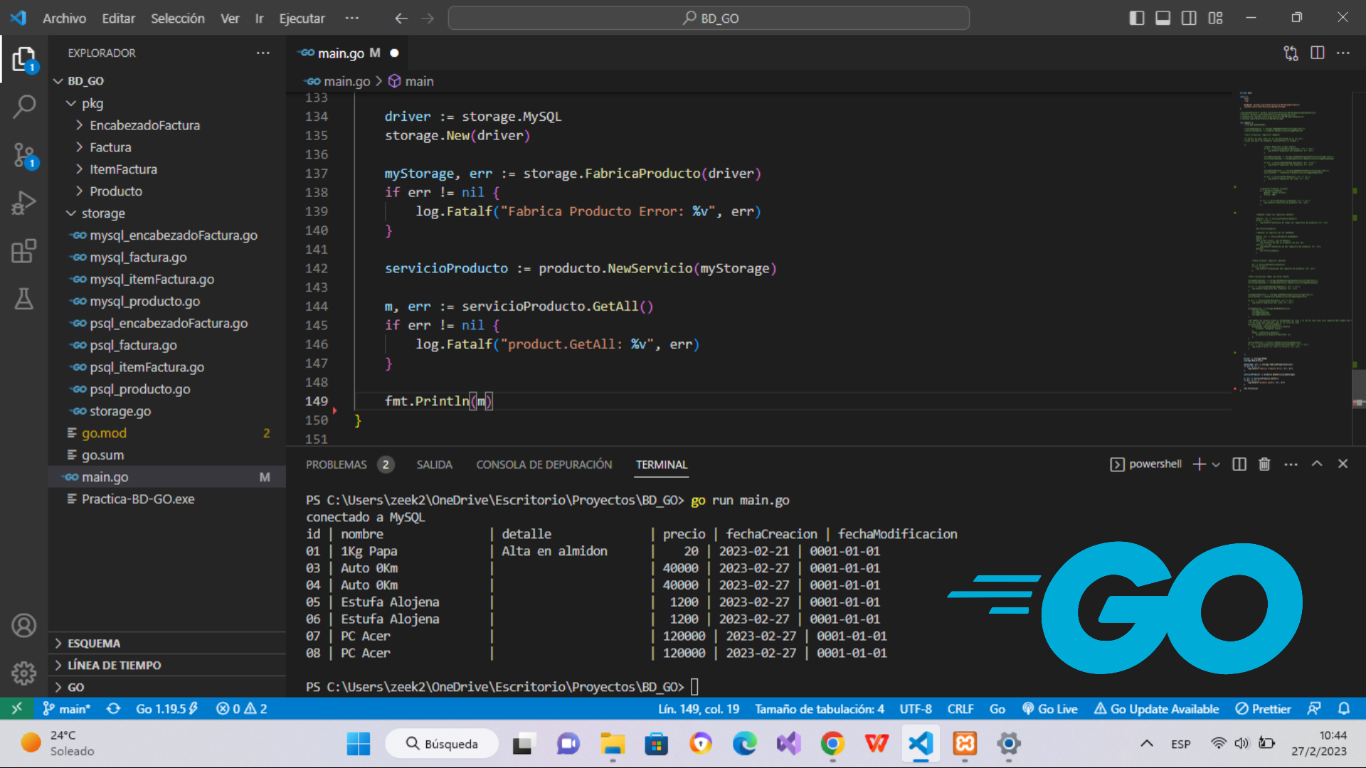 Archivo Editar Selección Ver Ir Ejecutar ··· BD_GO
EXPLORADOR ···
BD_GO
pkg
EncabezadoFactura
Factura
ItemFactura
Producto
storage
mysql_encabezadoFactura.go
mysql_factura.go
mysql_itemFactura.go
mysql_producto.go
psql_encabezadoFactura.go
psql_factura.go
psql_itemFactura.go
psql_producto.go
storage.go
go.mod 2
go.sum
main.go M
Practica-BD-GO.exe
ESQUEMA
LÍNEA DE TIEMPO
GO
1
1
main.go M
main.go > main
133
134 driver := storage.MySQL
135 storage.New(driver)
136
137 myStorage, err := storage.FabricaProducto(driver)
138 if err != nil {
139 log.Fatalf("Fabrica Producto Error: %v", err)
140 }
141
142 servicioProducto := producto.NewServicio(myStorage)
143
144 m, err := servicioProducto.GetAll()
145 if err != nil {
146 log.Fatalf("product.GetAll: %v", err)
147 }
148
149 fmt.Println(m)
150 }
151
PROBLEMAS 2 SALIDA CONSOLA DE DEPURACIÓN TERMINAL powershell
PS C:\Users\zeek2\OneDrive\Escritorio\Proyectos\BD_GO> go run main.go
conectado a MySQL
id | nombre | detalle | precio | fechaCreacion | fechaModificacion
01 | 1Kg Papa | Alta en almidon | 20 | 2023-02-21 | 0001-01-01
03 | Auto 0Km | | 40000 | 2023-02-27 | 0001-01-01
04 | Auto 0Km | | 40000 | 2023-02-27 | 0001-01-01
05 | Estufa Alojena | | 1200 | 2023-02-27 | 0001-01-01
06 | Estufa Alojena | | 1200 | 2023-02-27 | 0001-01-01
07 | PC Acer | | 120000 | 2023-02-27 | 0001-01-01
08 | PC Acer | | 120000 | 2023-02-27 | 0001-01-01
PS C:\Users\zeek2\OneDrive\Escritorio\Proyectos\BD_GO>
GO
main* Go 1.19.5 0 2 Lín. 149, col. 19 Tamaño de tabulación: 4 UTF-8 CRLF Go Go Live Go Update Available Prettier
24°C
Soleado
Búsqueda
ESP
10:44
27/2/2023